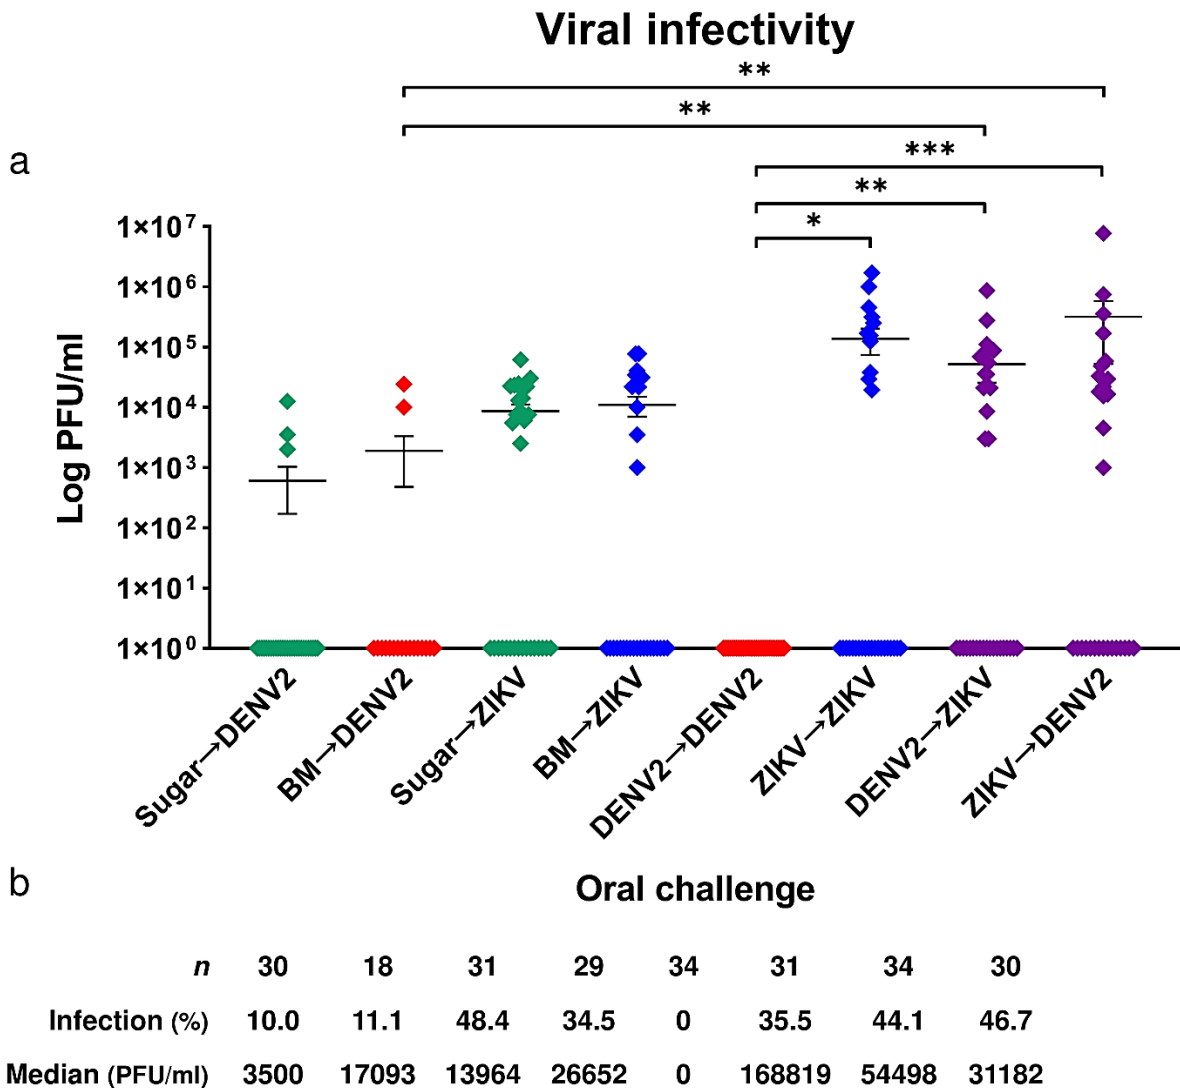 Viral infectivity
**
**
a
***
**
*
1×10⁷
1×10⁶
1×10⁵
1×10⁴
1×10³
1×10²
1×10¹
1×10⁰
Log PFU/ml
Sugar→DENV2
BM→DENV2
Sugar→ZIKV
BM→ZIKV
DENV2→DENV2
ZIKV→ZIKV
DENV2→ZIKV
ZIKV→DENV2
b
Oral challenge
n 30 18 31 29 34 31 34 30
Infection (%) 10.0 11.1 48.4 34.5 0 35.5 44.1 46.7
Median (PFU/ml) 3500 17093 13964 26652 0 168819 54498 31182